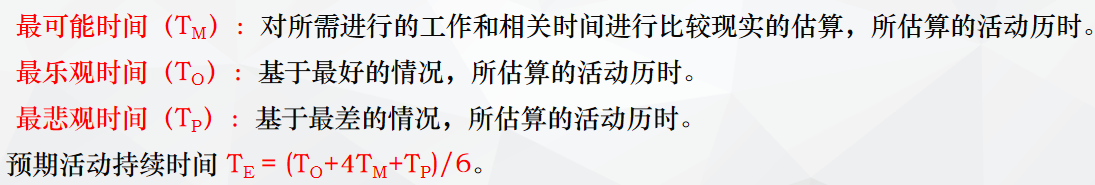 最可能时间（TM）：对所需进行的工作和相关时间进行比较现实的估算，所估算的活动历时。
最乐观时间（TO）：基于最好的情况，所估算的活动历时。
最悲观时间（TP）：基于最差的情况，所估算的活动历时。
预期活动持续时间 TE = (TO+4TM+TP)/6。